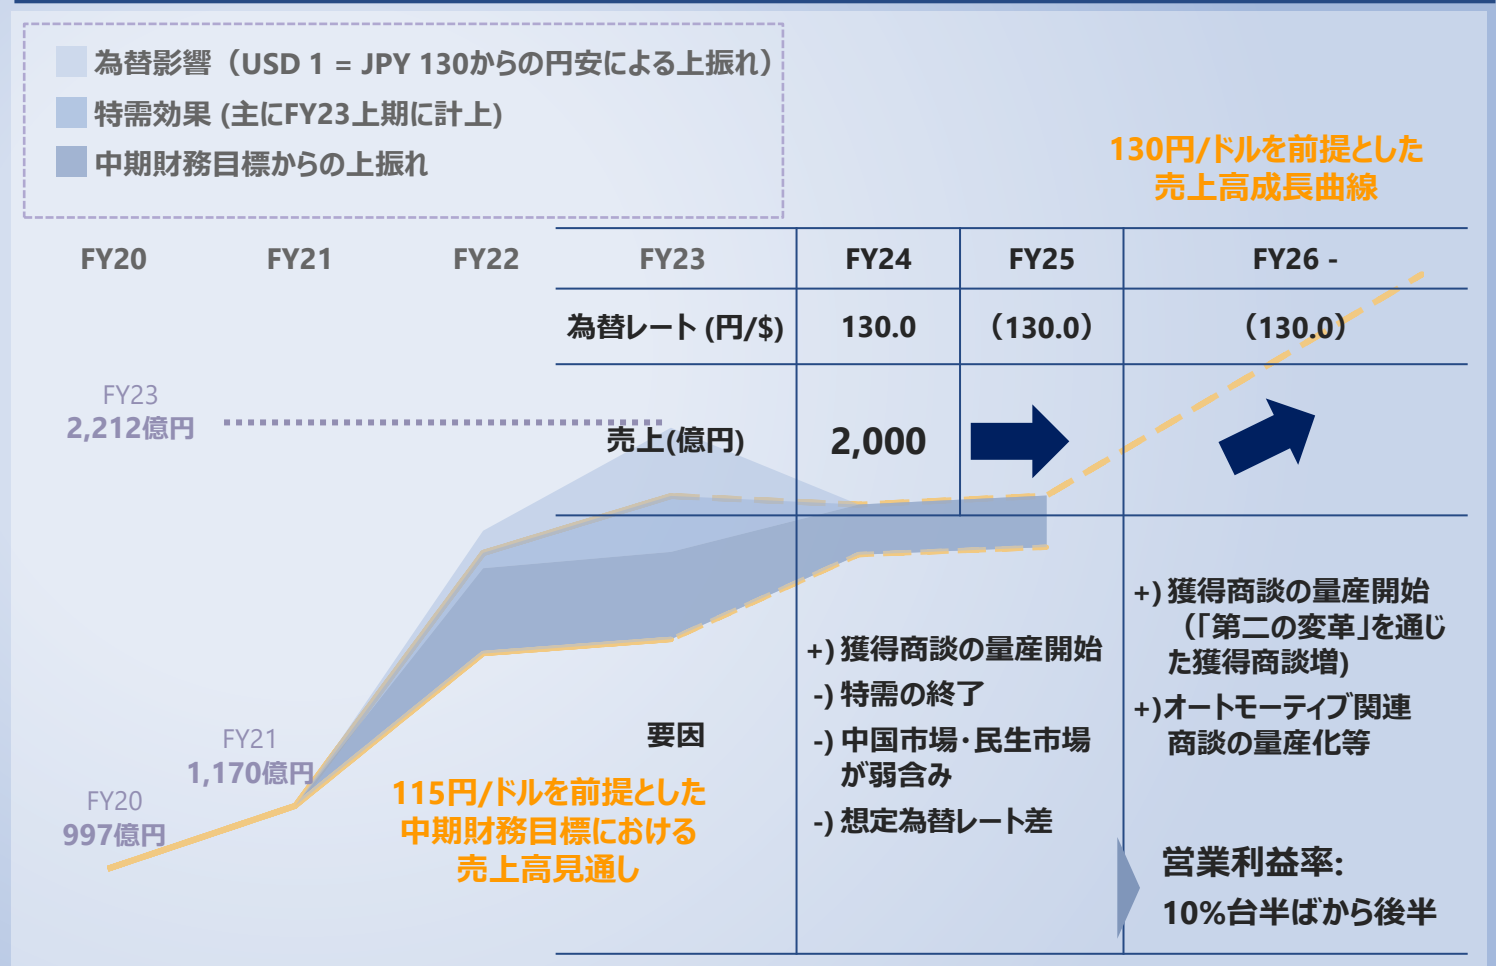 為替影響（USD 1 = JPY 130からの円安による上振れ）
特需効果 (主にFY23上期に計上)
中期財務目標からの上振れ
130円/ドルを前提とした
売上高成長曲線
FY20
FY21
FY22
FY23
FY24
FY25
FY26 -
為替レート (円/$)
130.0
（130.0）
（130.0）
FY23
2,212億円
売上(億円)
2,000
FY21
1,170億円
FY20
997億円
115円/ドルを前提とした
中期財務目標における
売上高見通し
要因
+) 獲得商談の量産開始
-) 特需の終了
-) 中国市場・民生市場
が弱含み
-) 想定為替レート差
+) 獲得商談の量産開始
（「第二の変革」を通じ
た獲得商談増)
+)オートモーティブ関連
商談の量産化等
営業利益率:
10%台半ばから後半